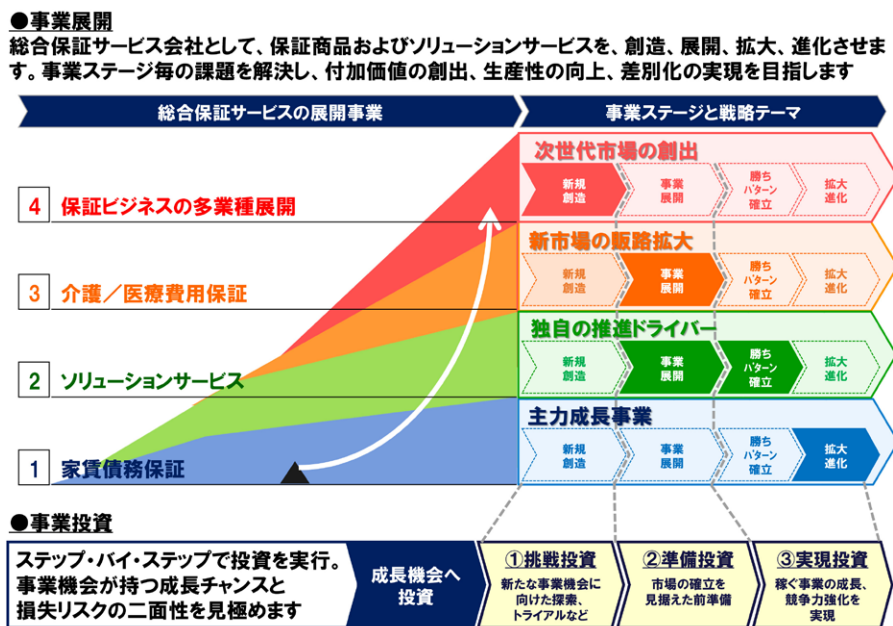 ●事業展開
総合保証サービス会社として、保証商品およびソリューションサービスを、創造、展開、拡大、進化させま
す。事業ステージ毎の課題を解決し、付加価値の創出、生産性の向上、差別化の実現を目指します
総合保証サービスの展開事業
事業ステージと戦略テーマ
4 保証ビジネスの多業種展開
次世代市場の創出
新規
創造
事業
展開
勝ち
パターン
確立
拡大
進化
3 介護／医療費用保証
新市場の販路拡大
新規
創造
事業
展開
勝ち
パターン
確立
拡大
進化
2 ソリューションサービス
独自の推進ドライバー
新規
創造
事業
展開
勝ち
パターン
確立
拡大
進化
1 家賃債務保証
主力成長事業
新規
創造
事業
展開
勝ち
パターン
確立
拡大
進化
●事業投資
ステップ・バイ・ステップで投資を実行。
事業機会が持つ成長チャンスと
損失リスクの二面性を見極めます
成長機会へ
投資
①挑戦投資
新たな事業機会に
向けた探索、
トライアルなど
②準備投資
市場の確立を
見据えた前準備
③実現投資
稼ぐ事業の成長、
競争力強化を
実現